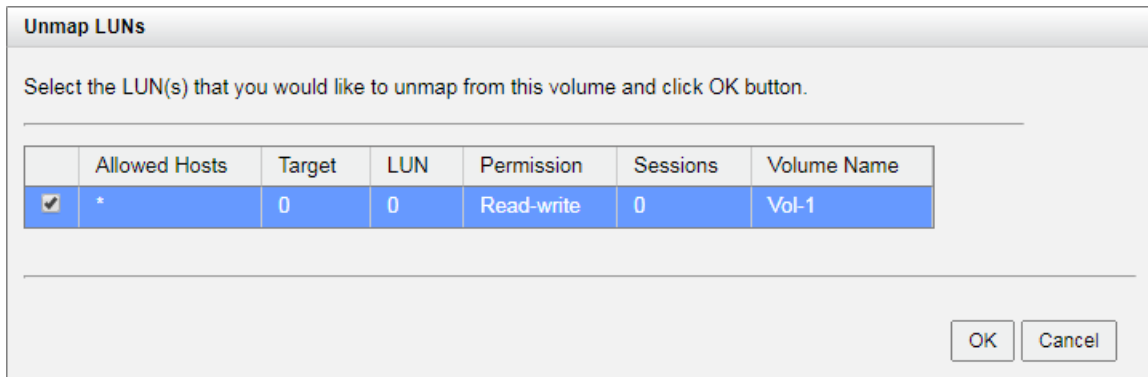 Unmap LUNs
Select the LUN(s) that you would like to unmap from this volume and click OK button.
Allowed Hosts Target LUN Permission Sessions Volume Name
* 0 0 Read-write 0 Vol-1
OK Cancel